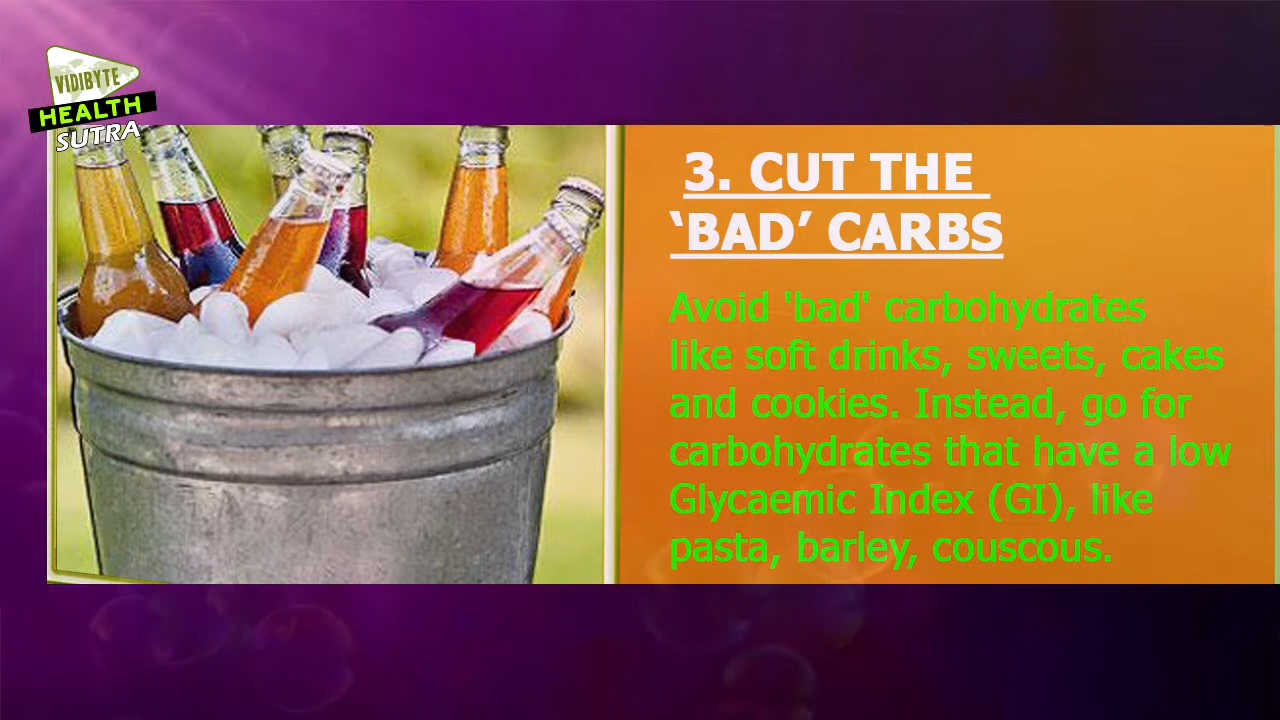 VIDIBYTE
HEALTH
SUTRA
3. CUT THE
‘BAD’ CARBS
Avoid 'bad' carbohydrates
like soft drinks, sweets, cakes
and cookies. Instead, go for
carbohydrates that have a low
Glycaemic Index (GI), like
pasta, barley, couscous.